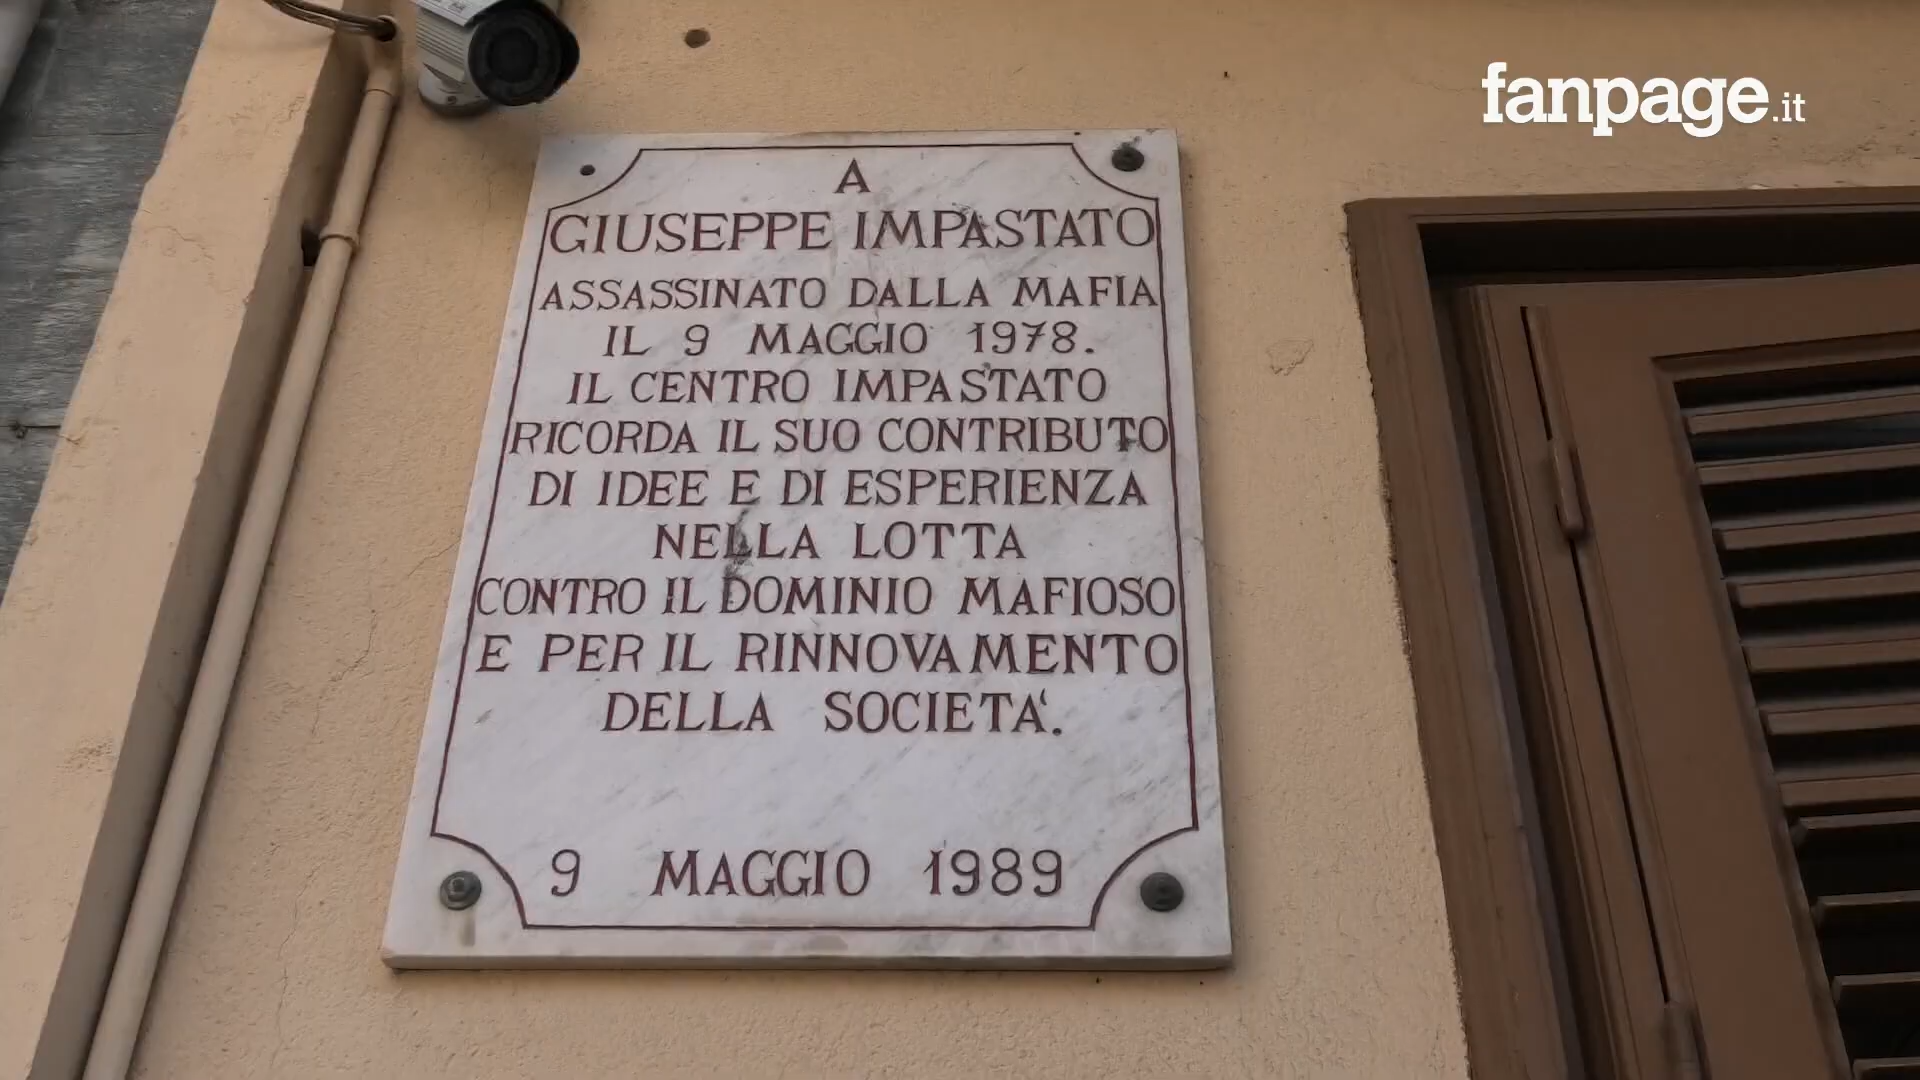 fanpage.it
A
GIUSEPPE IMPASTATO
ASSASSINATO DALLA MAFIA
IL 9 MAGGIO 1978.
IL CENTRO IMPASTATO
RICORDA IL SUO CONTRIBUTO
DI IDEE E DI ESPERIENZA
NELLA LOTTA
CONTRO IL DOMINIO MAFIOSO
E PER IL RINNOVAMENTO
DELLA SOCIETA'.
9 MAGGIO 1989